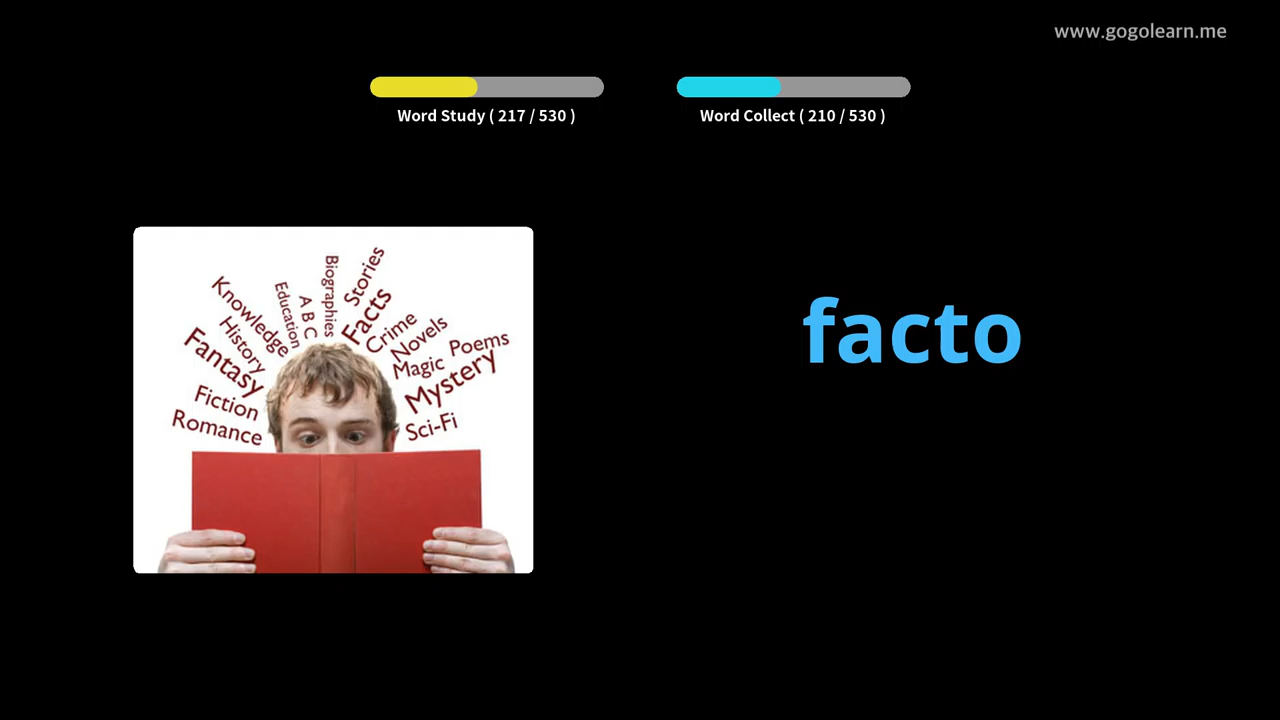 www.gogolearn.me
Word Study ( 217 / 530 )
Word Collect ( 210 / 530 )
Knowledge
History
Fantasy
Fiction
Romance
Education
A B C
Biographies
Stories
Facts
Crime
Novels
Magic
Poems
Mystery
Sci-Fi
facto